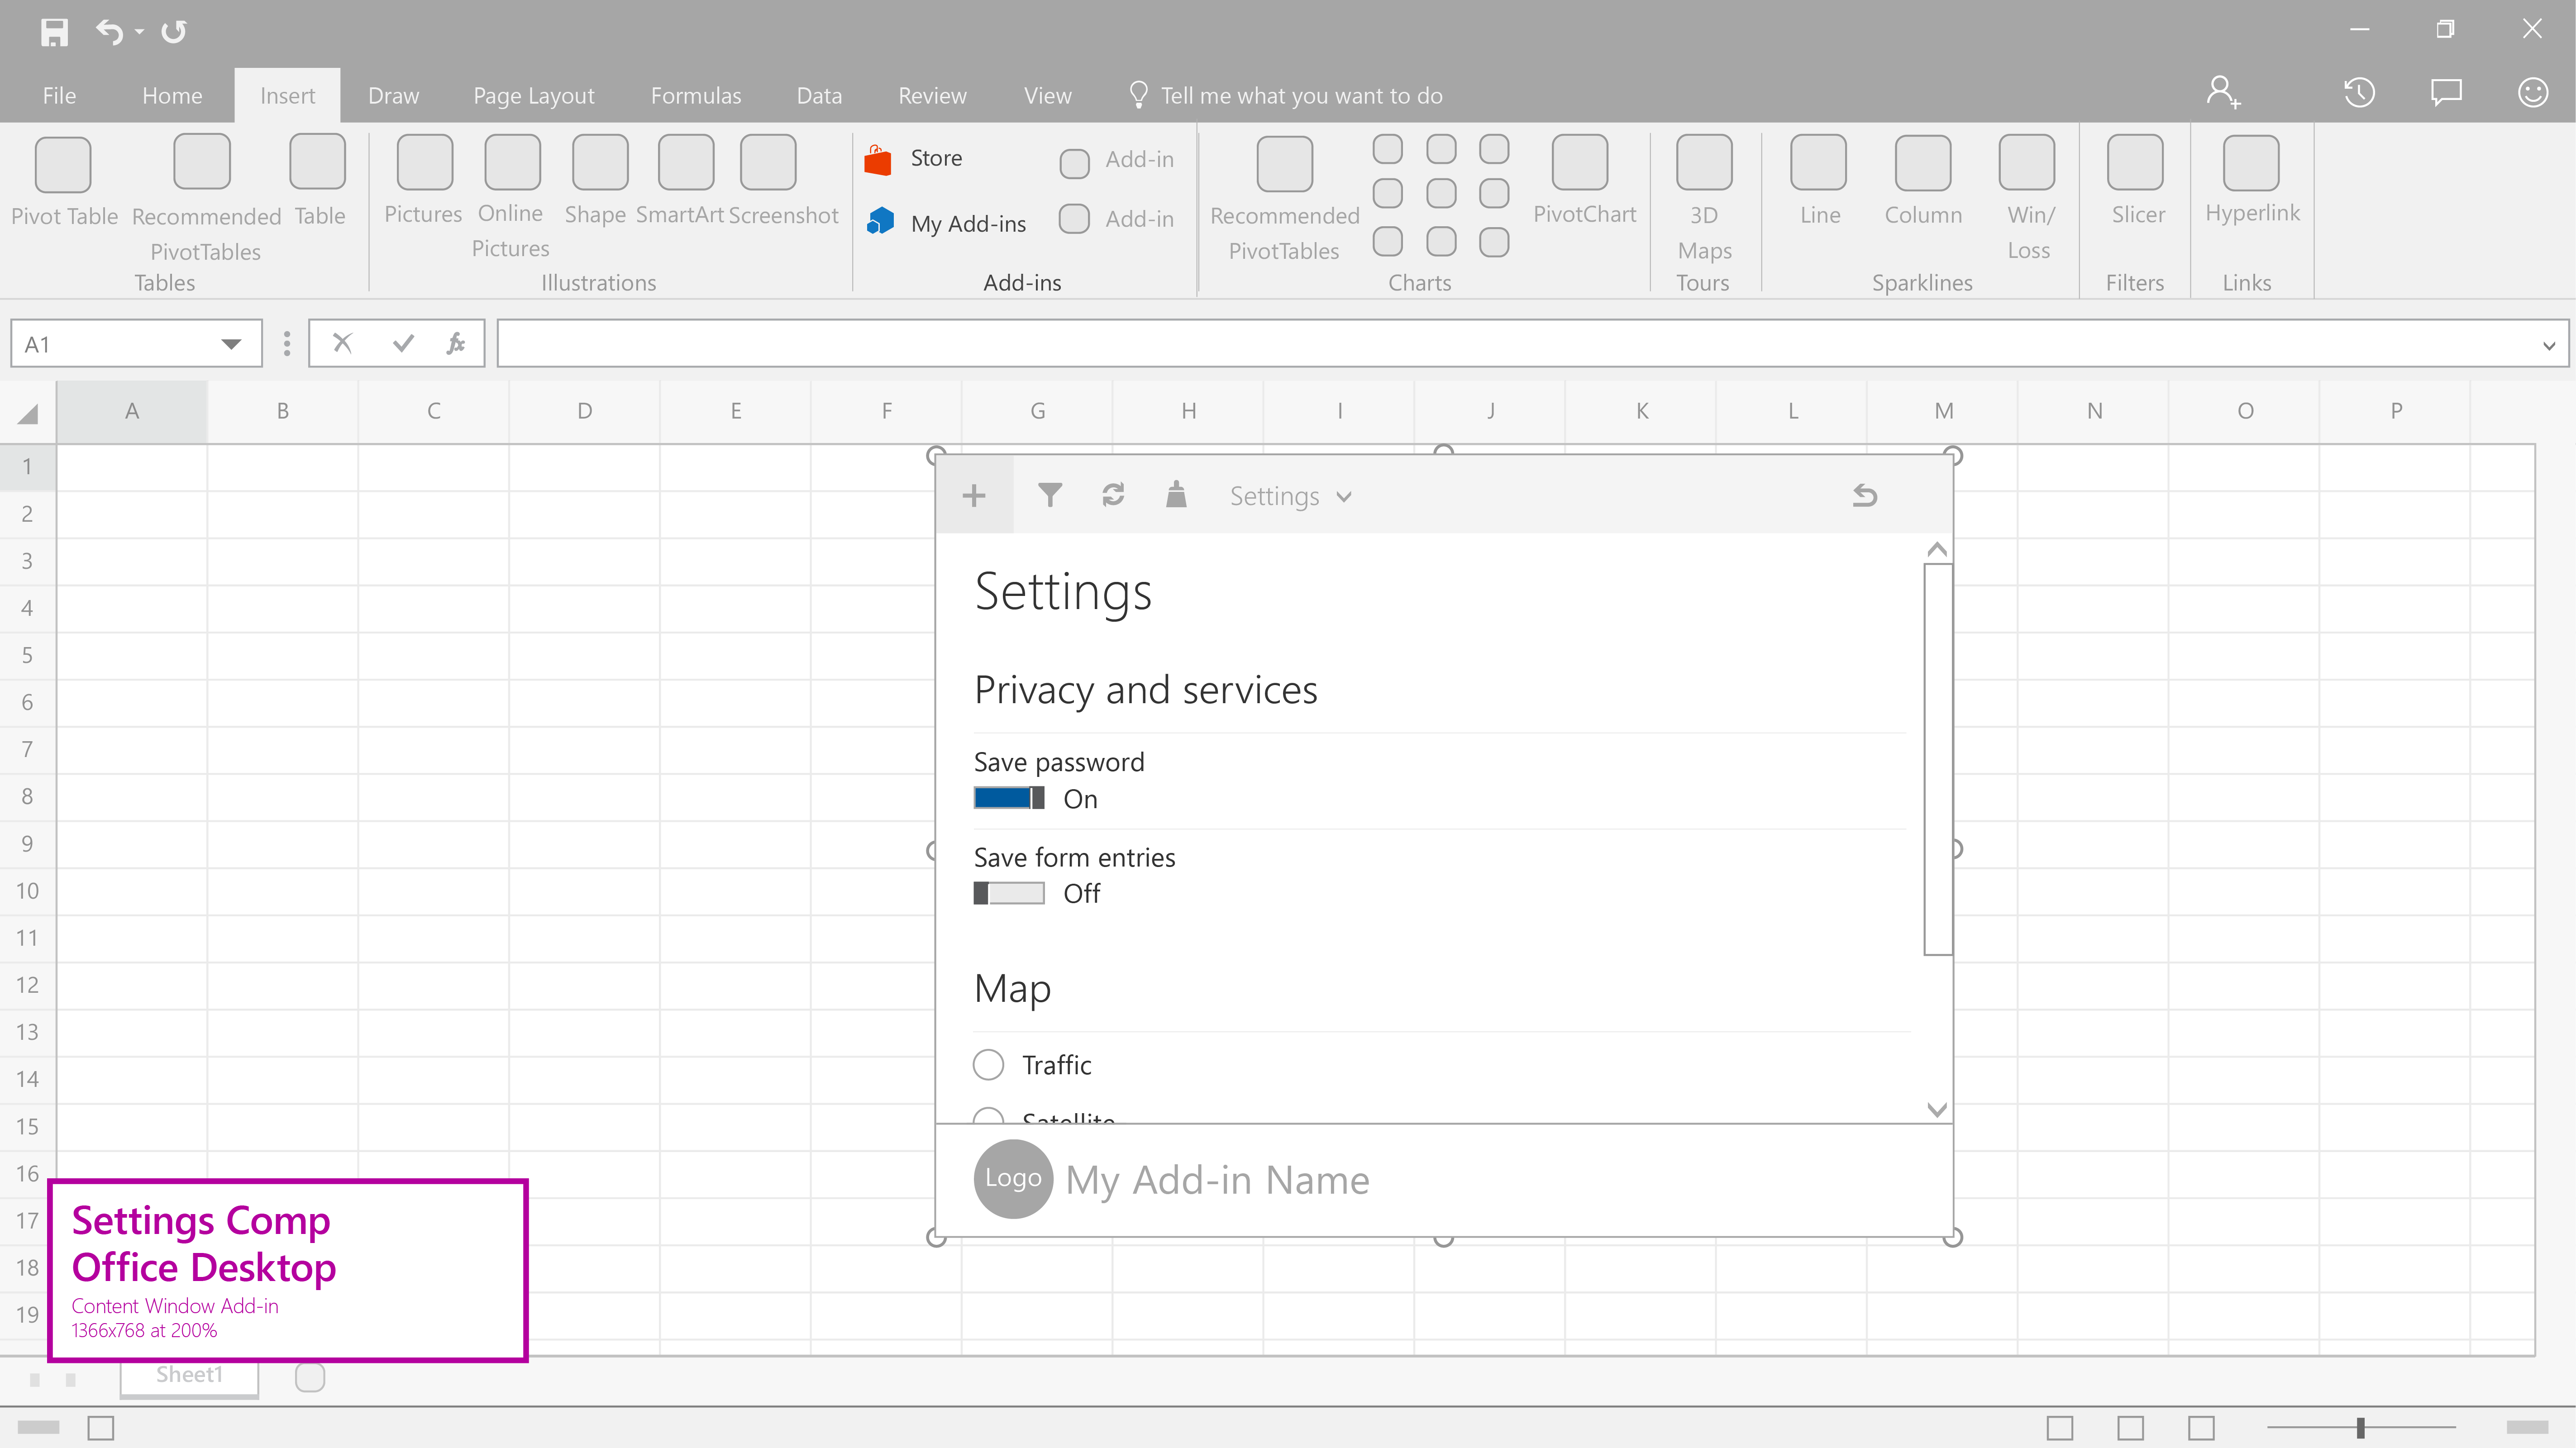 File Home Insert Draw Page Layout Formulas Data Review View Tell me what you want to do
Pivot Table
Recommended
PivotTables
Table
Tables
Pictures
Online
Pictures
Shape
SmartArt
Screenshot
Illustrations
Store
My Add-ins
Add-in
Add-in
Add-ins
Recommended
PivotTables
PivotChart
Charts
3D
Maps
Tours
Line
Column
Win/
Loss
Sparklines
Slicer
Filters
Hyperlink
Links
A1
fx
A B C D E F G H I J K L M N O P
1
2
3
4
5
6
7
8
9
10
11
12
13
14
15
16
17
18
19
Settings
Settings
Privacy and services
Save password
On
Save form entries
Off
Map
Traffic
Satellite
Logo
My Add-in Name
Settings Comp
Office Desktop
Content Window Add-in
1366x768 at 200%
Sheet1